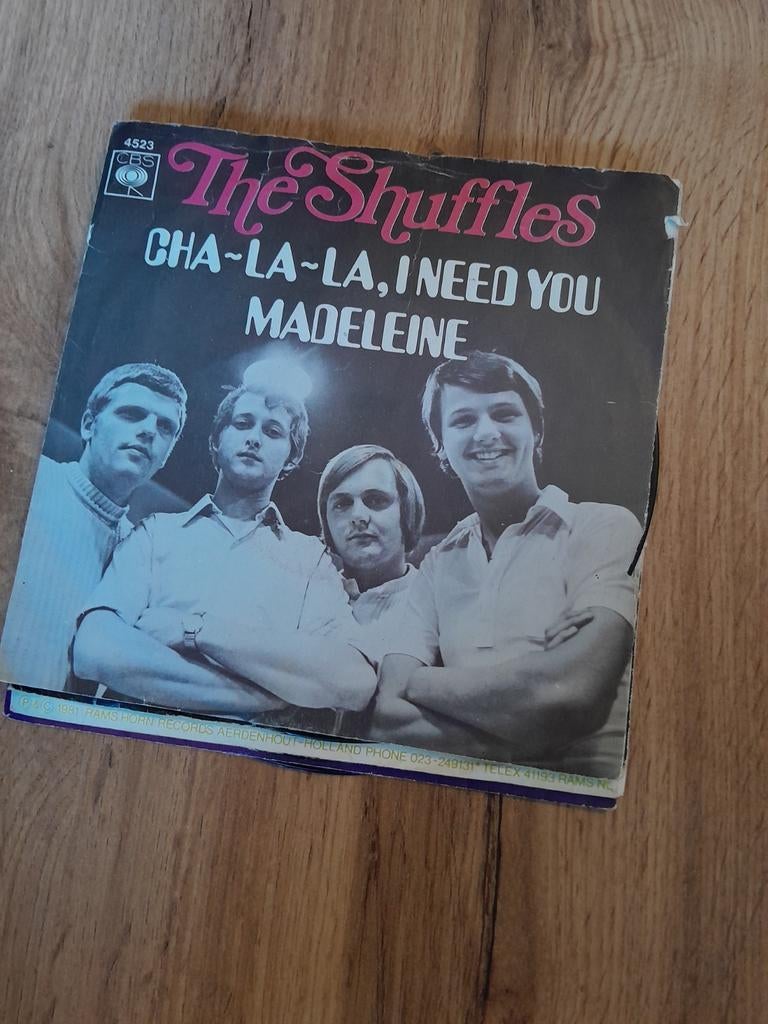 4523
CBS
The Shuffles
CHA~LA~LA, I NEED YOU
MADELEINE
℗ & © 1981 RAMS HORN RECORDS AERDENHOUT-HOLLAND PHONE 023-249131* TELEX 41193 RAMS NL